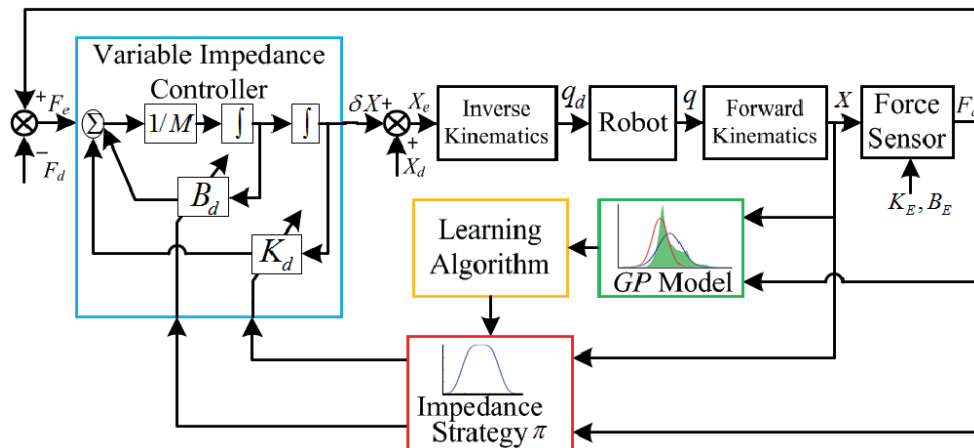 Variable Impedance
Controller
+ F_e
− F_d
Σ
1/M
∫
∫
B_d
K_d
δX +
X_e
+
X_d
Inverse
Kinematics
q_d
Robot
q
Forward
Kinematics
X
Force
Sensor
K_E, B_E
Learning
Algorithm
GP Model
Impedance
Strategy π